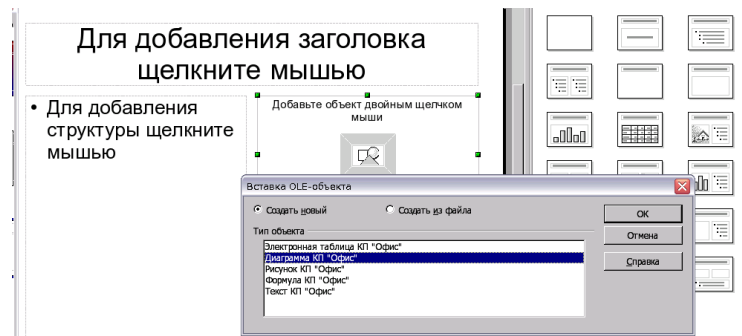 Для добавления заголовка
щелкните мышью
• Для добавления
структуры щелкните
мышью
Добавьте объект двойным щелчком
мыши
Вставка OLE-объекта
Создать новый
Создать из файла
Тип объекта
Электронная таблица КП "Офис"
Диаграмма КП "Офис"
Рисунок КП "Офис"
Формула КП "Офис"
Текст КП "Офис"
ОК
Отмена
Справка